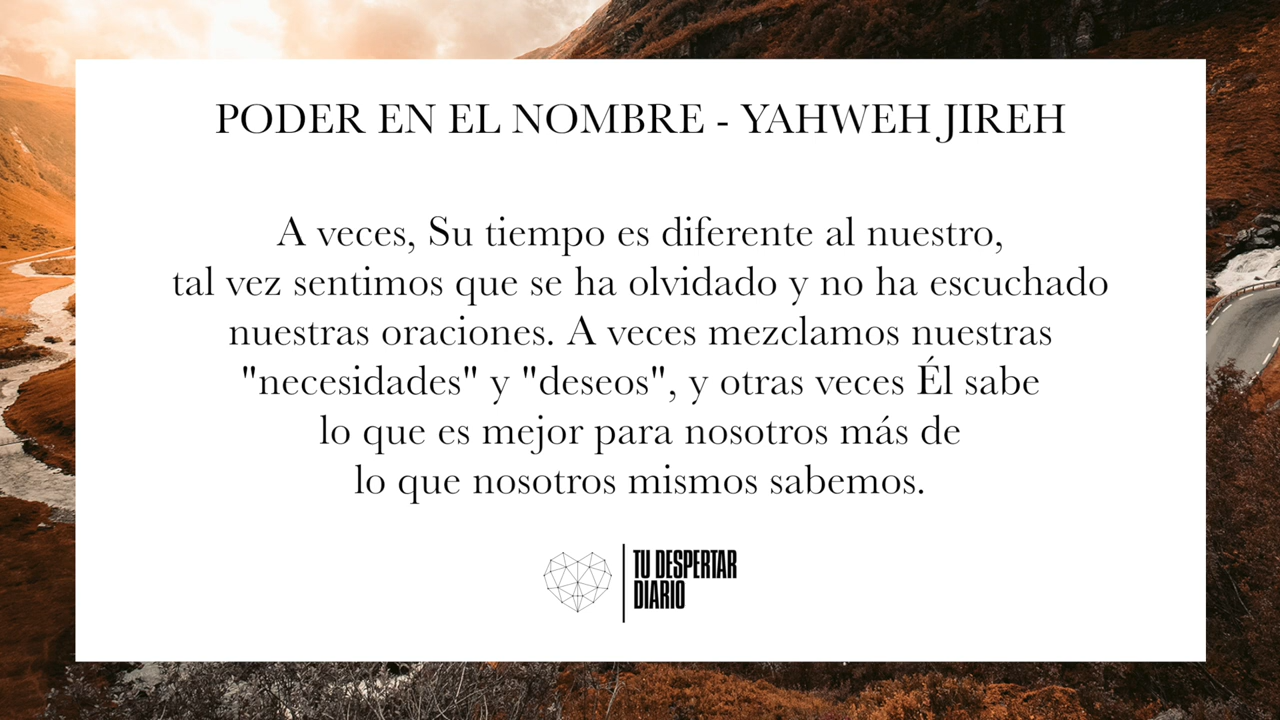 PODER EN EL NOMBRE - YAHWEH JIREH
A veces, Su tiempo es diferente al nuestro,
tal vez sentimos que se ha olvidado y no ha escuchado
nuestras oraciones. A veces mezclamos nuestras
"necesidades" y "deseos", y otras veces Él sabe
lo que es mejor para nosotros más de
lo que nosotros mismos sabemos.
TU DESPERTAR
DIARIO